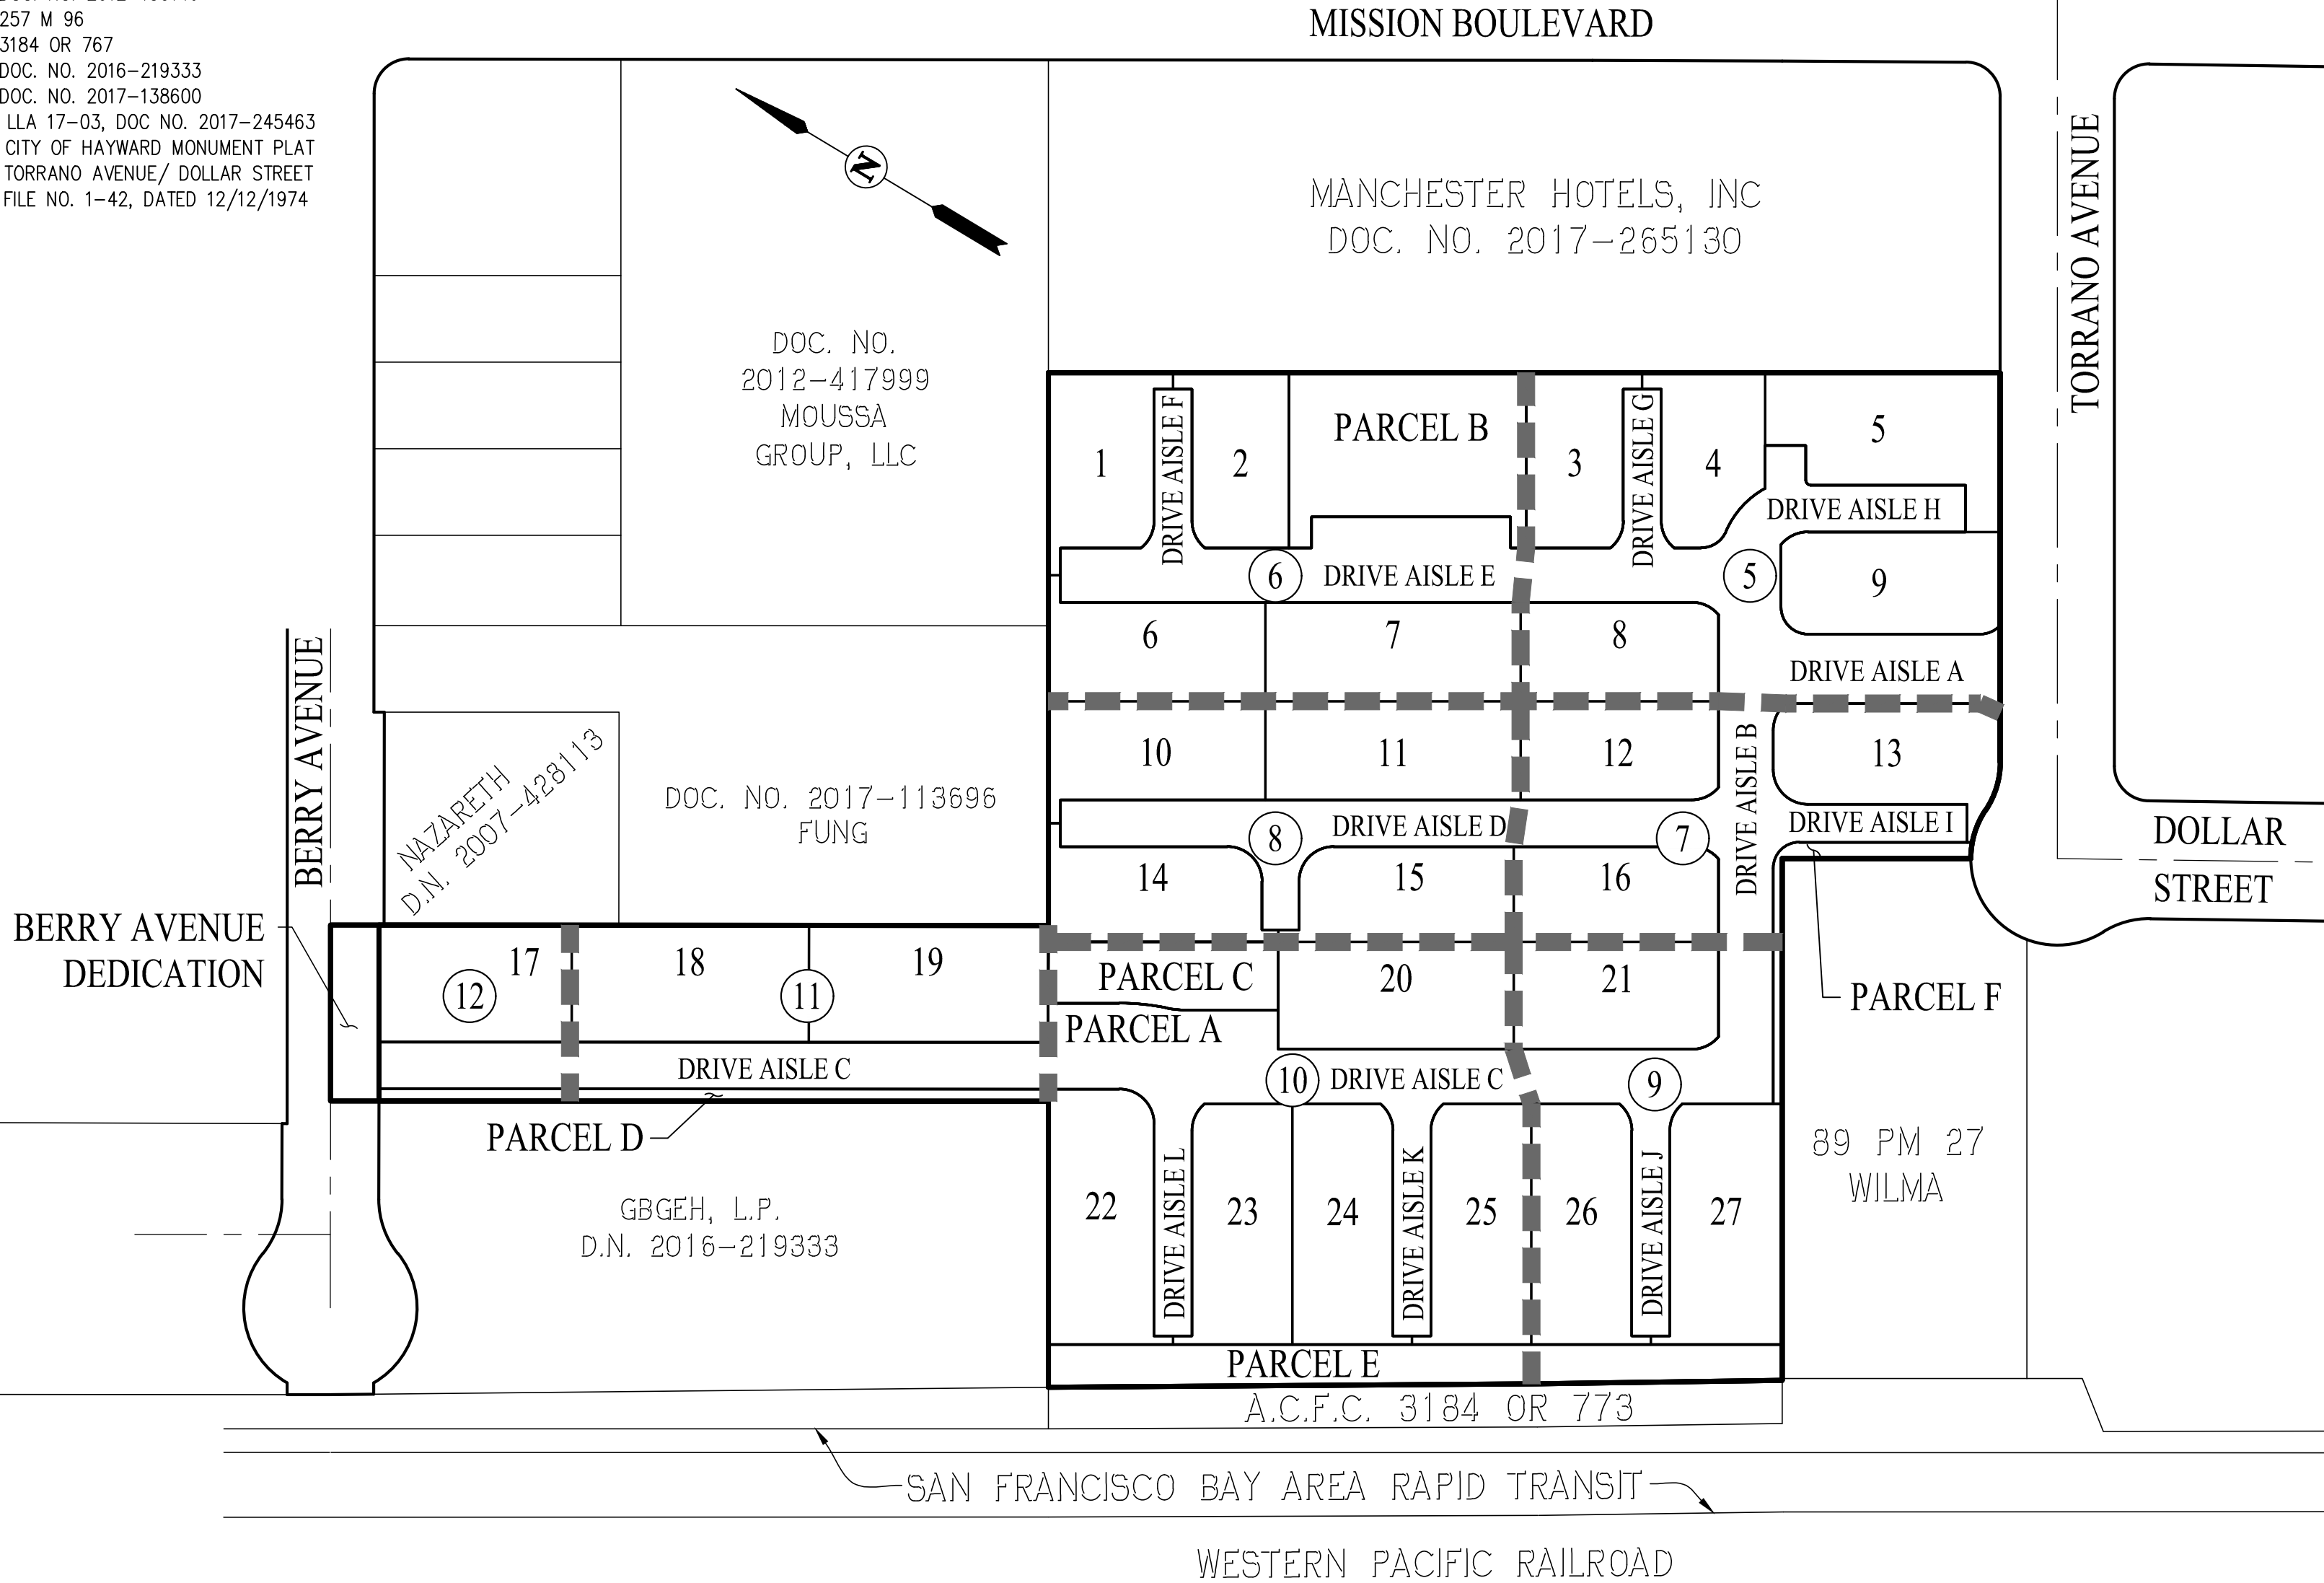 257 M 96
3184 OR 767
DOC. NO. 2016-219333
DOC. NO. 2017-138600
LLA 17-03, DOC NO. 2017-245463
CITY OF HAYWARD MONUMENT PLAT
TORRANO AVENUE/ DOLLAR STREET
FILE NO. 1-42, DATED 12/12/1974
MISSION BOULEVARD
N
MANCHESTER HOTELS, INC
DOC. NO. 2017-265130
TORRANO AVENUE
DOC. NO.
2012-417999
MOUSSA
GROUP, LLC
1
DRIVE AISLE F
2
PARCEL B
3
DRIVE AISLE G
4
5
DRIVE AISLE H
6
DRIVE AISLE E
5
9
6
7
8
DRIVE AISLE A
BERRY AVENUE
NAZARETH
D.N. 2007-428113
DOC. NO. 2017-113696
FUNG
10
11
12
DRIVE AISLE B
13
8
DRIVE AISLE D
7
DRIVE AISLE I
DOLLAR
STREET
14
15
16
BERRY AVENUE
DEDICATION
12
17
18
11
19
PARCEL C
20
21
PARCEL F
PARCEL A
DRIVE AISLE C
10
DRIVE AISLE C
9
PARCEL D
89 PM 27
WILMA
GBGEH, L.P.
D.N. 2016-219333
22
DRIVE AISLE L
23
24
DRIVE AISLE K
25
26
DRIVE AISLE J
27
PARCEL E
A.C.F.C. 3184 OR 773
SAN FRANCISCO BAY AREA RAPID TRANSIT
WESTERN PACIFIC RAILROAD